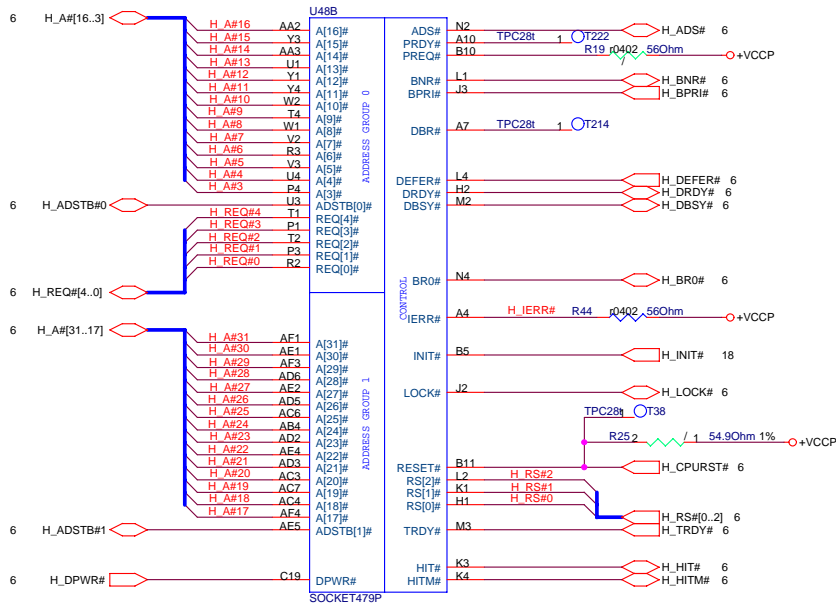 U48B
6 H_A#[16..3]
H_A#16 AA2 A[16]#
H_A#15 Y3 A[15]#
H_A#14 AA3 A[14]#
H_A#13 U1 A[13]#
H_A#12 Y1 A[12]#
H_A#11 Y4 A[11]#
H_A#10 W2 A[10]#
H_A#9 T4 A[9]#
H_A#8 W1 A[8]#
H_A#7 V2 A[7]#
H_A#6 R3 A[6]#
H_A#5 V3 A[5]#
H_A#4 U4 A[4]#
H_A#3 P4 A[3]#
6 H_ADSTB#0 U3 ADSTB[0]#
H_REQ#4 T1 REQ[4]#
H_REQ#3 P1 REQ[3]#
H_REQ#2 T2 REQ[2]#
H_REQ#1 P3 REQ[1]#
H_REQ#0 R2 REQ[0]#
6 H_REQ#[4..0]
ADDRESS GROUP 0
6 H_A#[31..17]
H_A#31 AF1 A[31]#
H_A#30 AE1 A[30]#
H_A#29 AF3 A[29]#
H_A#28 AD6 A[28]#
H_A#27 AE2 A[27]#
H_A#26 AD5 A[26]#
H_A#25 AC6 A[25]#
H_A#24 AB4 A[24]#
H_A#23 AD2 A[23]#
H_A#22 AE4 A[22]#
H_A#21 AD3 A[21]#
H_A#20 AC3 A[20]#
H_A#19 AC7 A[19]#
H_A#18 AC4 A[18]#
H_A#17 AF4 A[17]#
6 H_ADSTB#1 AE5 ADSTB[1]#
ADDRESS GROUP 1
6 H_DPWR# C19 DPWR#
SOCKET479P
CONTROL
ADS# N2 H_ADS# 6
PRDY# A10 TPC28t 1 T222
PREQ# B10 R19 r0402 56Ohm +VCCP
BNR# L1 H_BNR# 6
BPRI# J3 H_BPRI# 6
DBR# A7 TPC28t 1 T214
DEFER# L4 H_DEFER# 6
DRDY# H2 H_DRDY# 6
DBSY# M2 H_DBSY# 6
BR0# N4 H_BR0# 6
IERR# A4 H_IERR# R44 r0402 56Ohm +VCCP
INIT# B5 H_INIT# 18
LOCK# J2 H_LOCK# 6
TPC28t 1 T38
R25 2 / 1 54.9Ohm 1% +VCCP
RESET# B11 H_CPURST# 6
RS[2]# L2 H_RS#2
RS[1]# K1 H_RS#1
RS[0]# H1 H_RS#0
H_RS#[0..2] 6
TRDY# M3 H_TRDY# 6
HIT# K3 H_HIT# 6
HITM# K4 H_HITM# 6